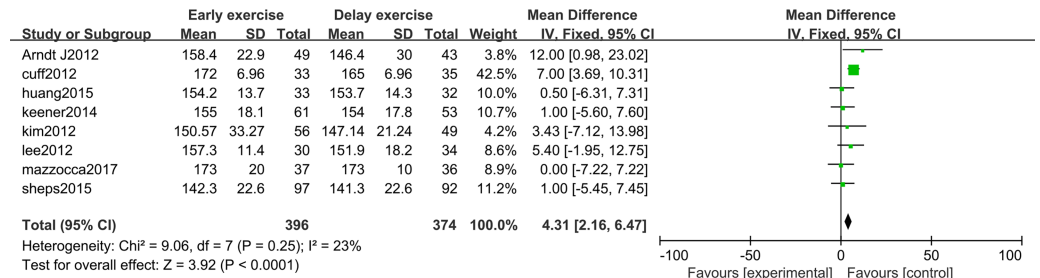 Early exercise Delay exercise Mean Difference Mean Difference
Study or Subgroup Mean SD Total Mean SD Total Weight IV, Fixed, 95% CI IV, Fixed, 95% CI
Arndt J2012 158.4 22.9 49 146.4 30 43 3.8% 12.00 [0.98, 23.02]
cuff2012 172 6.96 33 165 6.96 35 42.5% 7.00 [3.69, 10.31]
huang2015 154.2 13.7 33 153.7 14.3 32 10.0% 0.50 [-6.31, 7.31]
keener2014 155 18.1 61 154 17.8 53 10.7% 1.00 [-5.60, 7.60]
kim2012 150.57 33.27 56 147.14 21.24 49 4.2% 3.43 [-7.12, 13.98]
lee2012 157.3 11.4 30 151.9 18.2 34 8.6% 5.40 [-1.95, 12.75]
mazzocca2017 173 20 37 173 10 36 8.9% 0.00 [-7.22, 7.22]
sheps2015 142.3 22.6 97 141.3 22.6 92 11.2% 1.00 [-5.45, 7.45]
Total (95% CI) 396 374 100.0% 4.31 [2.16, 6.47]
Heterogeneity: Chi² = 9.06, df = 7 (P = 0.25); I² = 23%
Test for overall effect: Z = 3.92 (P < 0.0001)
-100 -50 0 50 100
Favours [experimental] Favours [control]